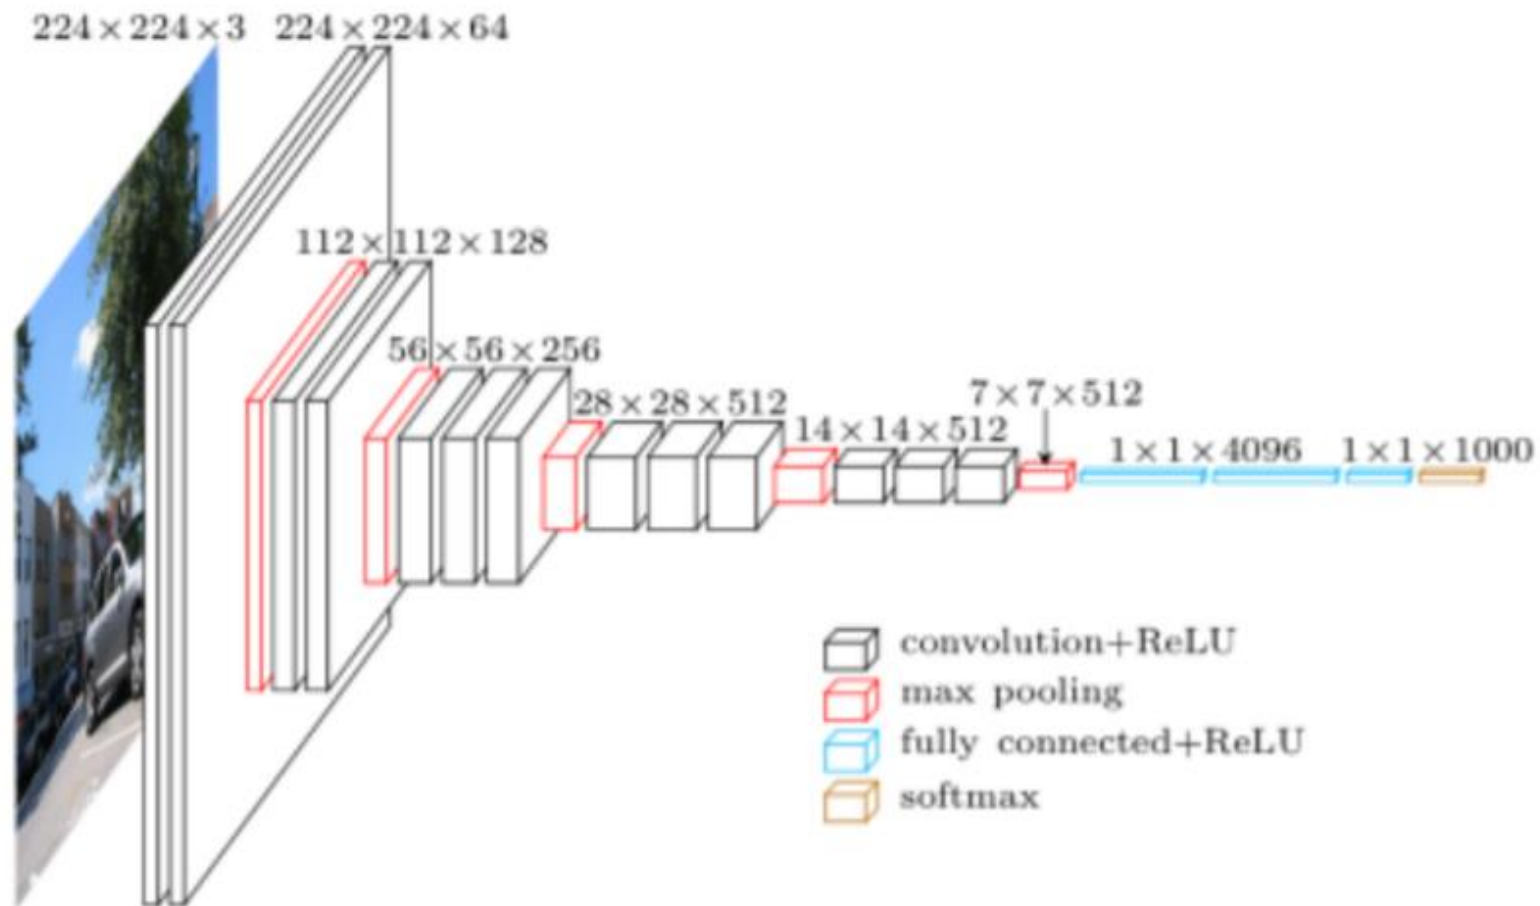 224×224×3
224×224×64
112×112×128
56×56×256
28×28×512
14×14×512
7×7×512
1×1×4096
1×1×1000
convolution+ReLU
max pooling
fully connected+ReLU
softmax